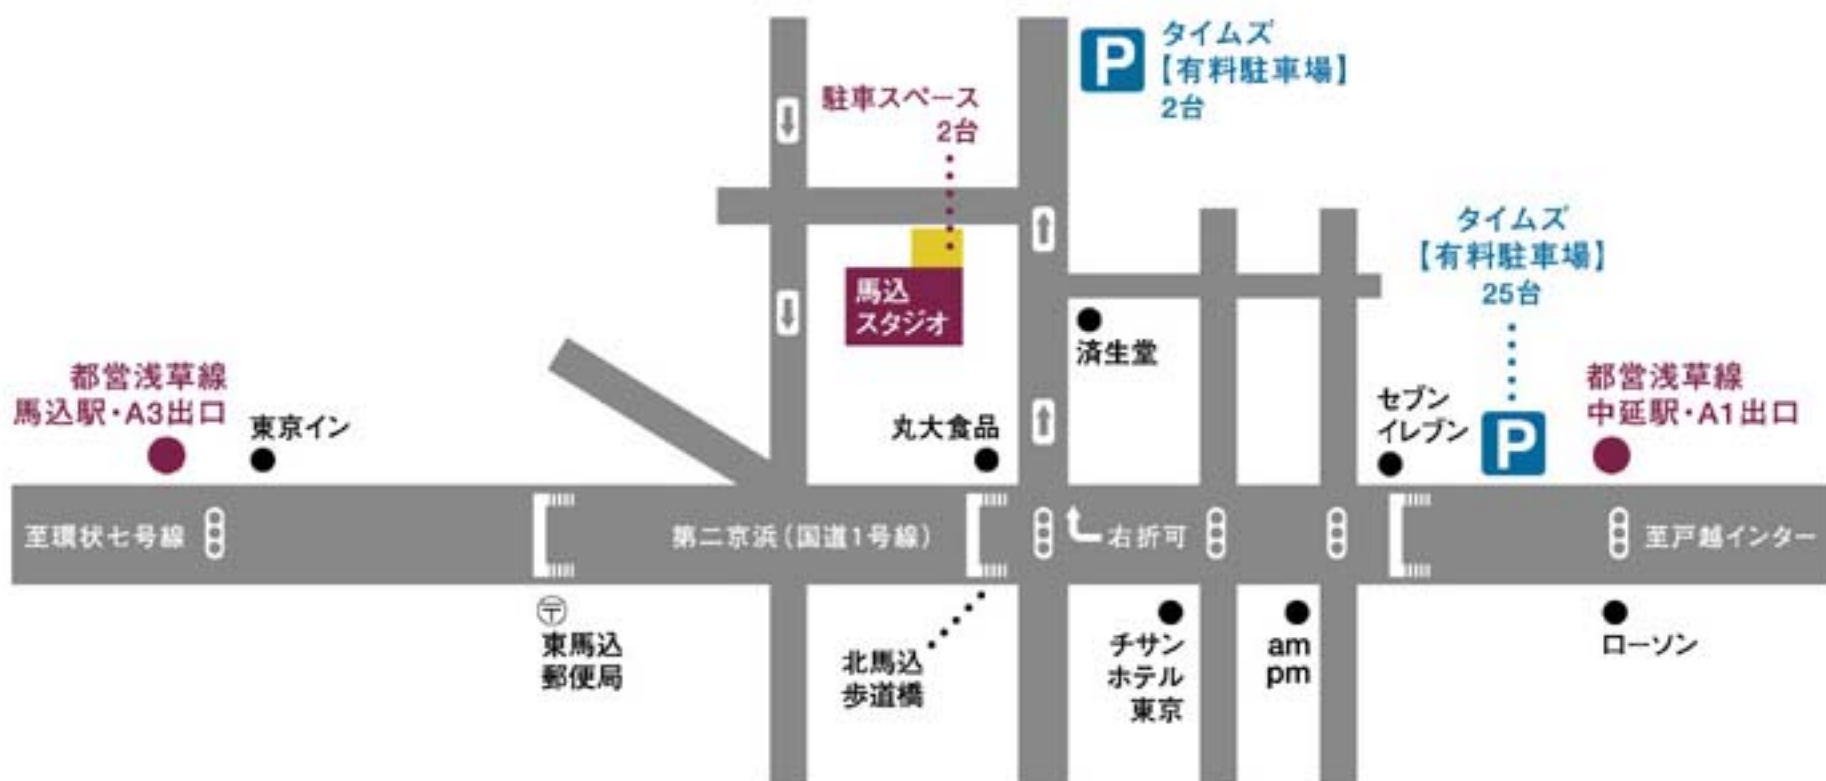 P
タイムズ
【有料駐車場】
2台
駐車スペース
2台
馬込
スタジオ
済生堂
タイムズ
【有料駐車場】
25台
都営浅草線
馬込駅・A3出口
東京イン
丸大食品
セブン
イレブン
P
都営浅草線
中延駅・A1出口
至環状七号線
第二京浜（国道1号線）
右折可
至戸越インター
〒
東馬込
郵便局
北馬込
歩道橋
チサン
ホテル
東京
am
pm
ローソン